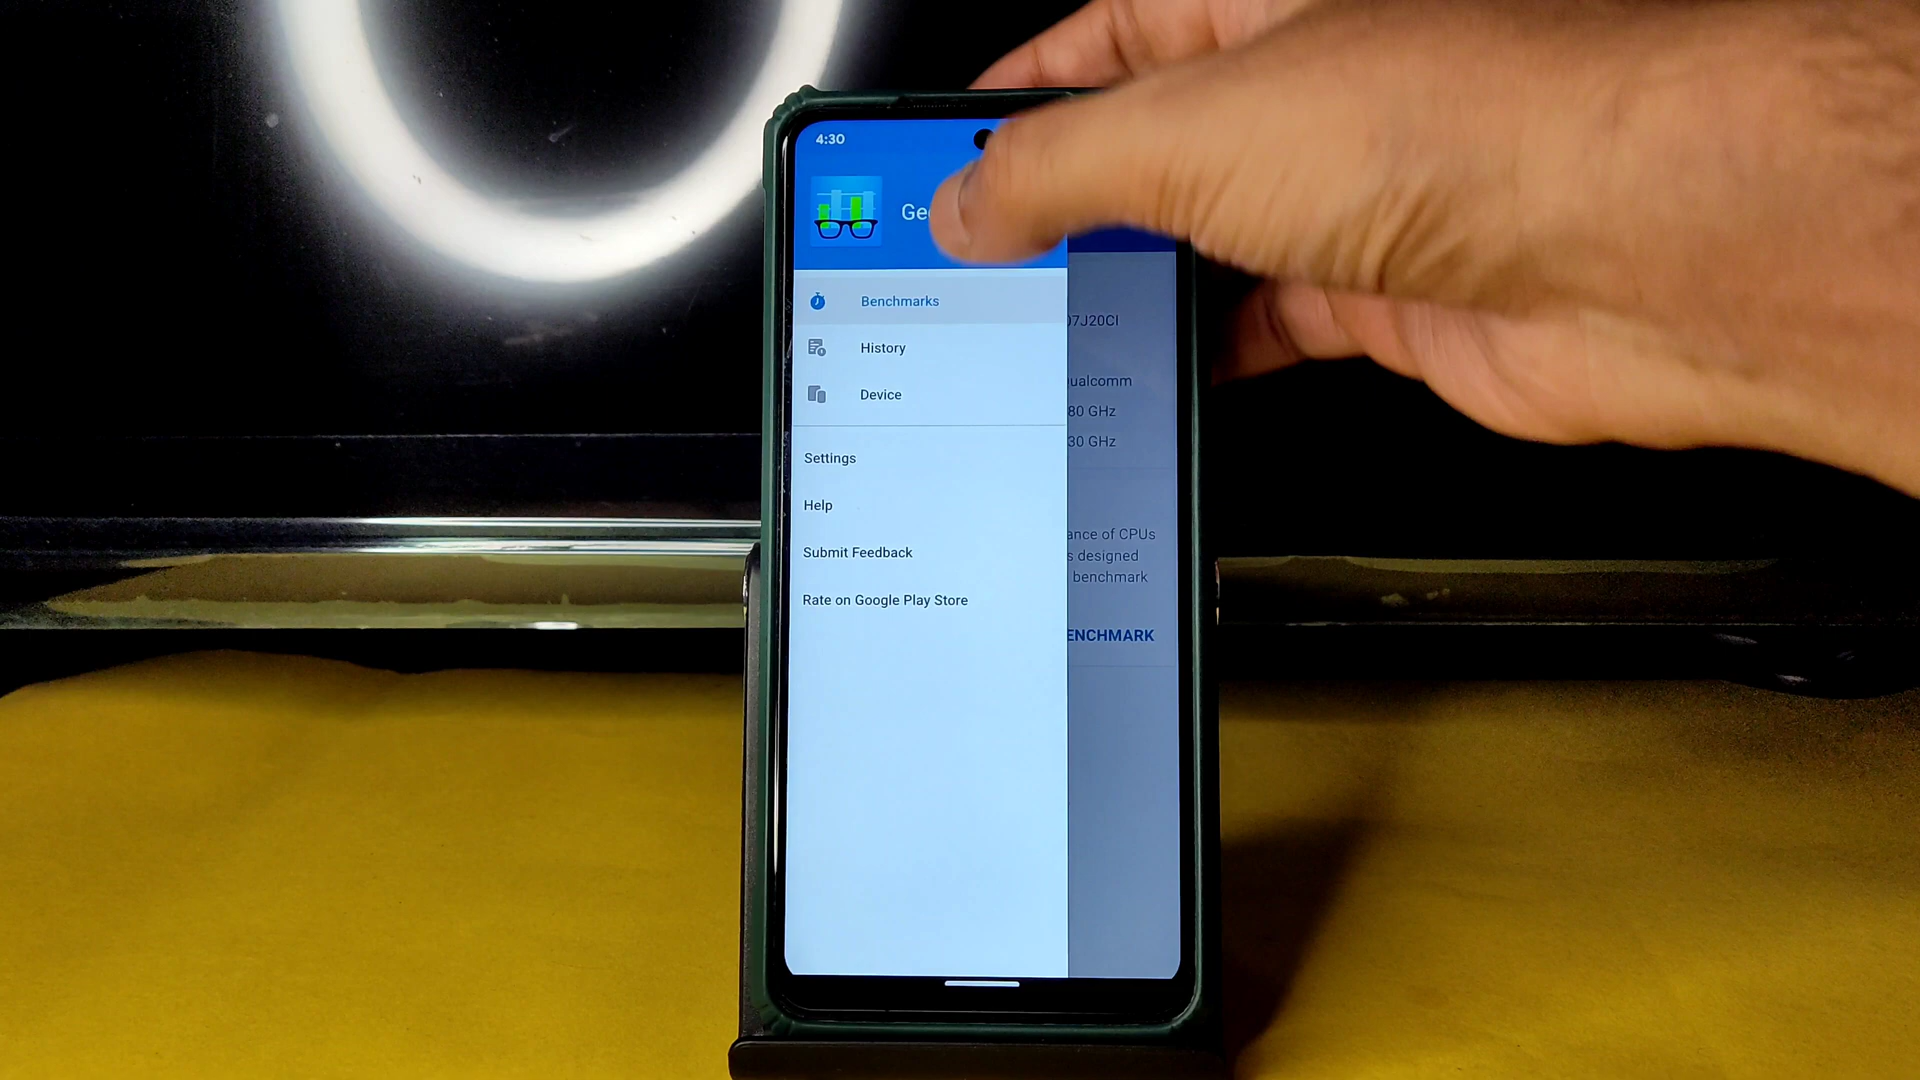 4:30
Ge
Benchmarks
History
Device
Settings
Help
Submit Feedback
Rate on Google Play Store
07J20CI
ualcomm
80 GHz
30 GHz
ance of CPUs
s designed
benchmark
ENCHMARK